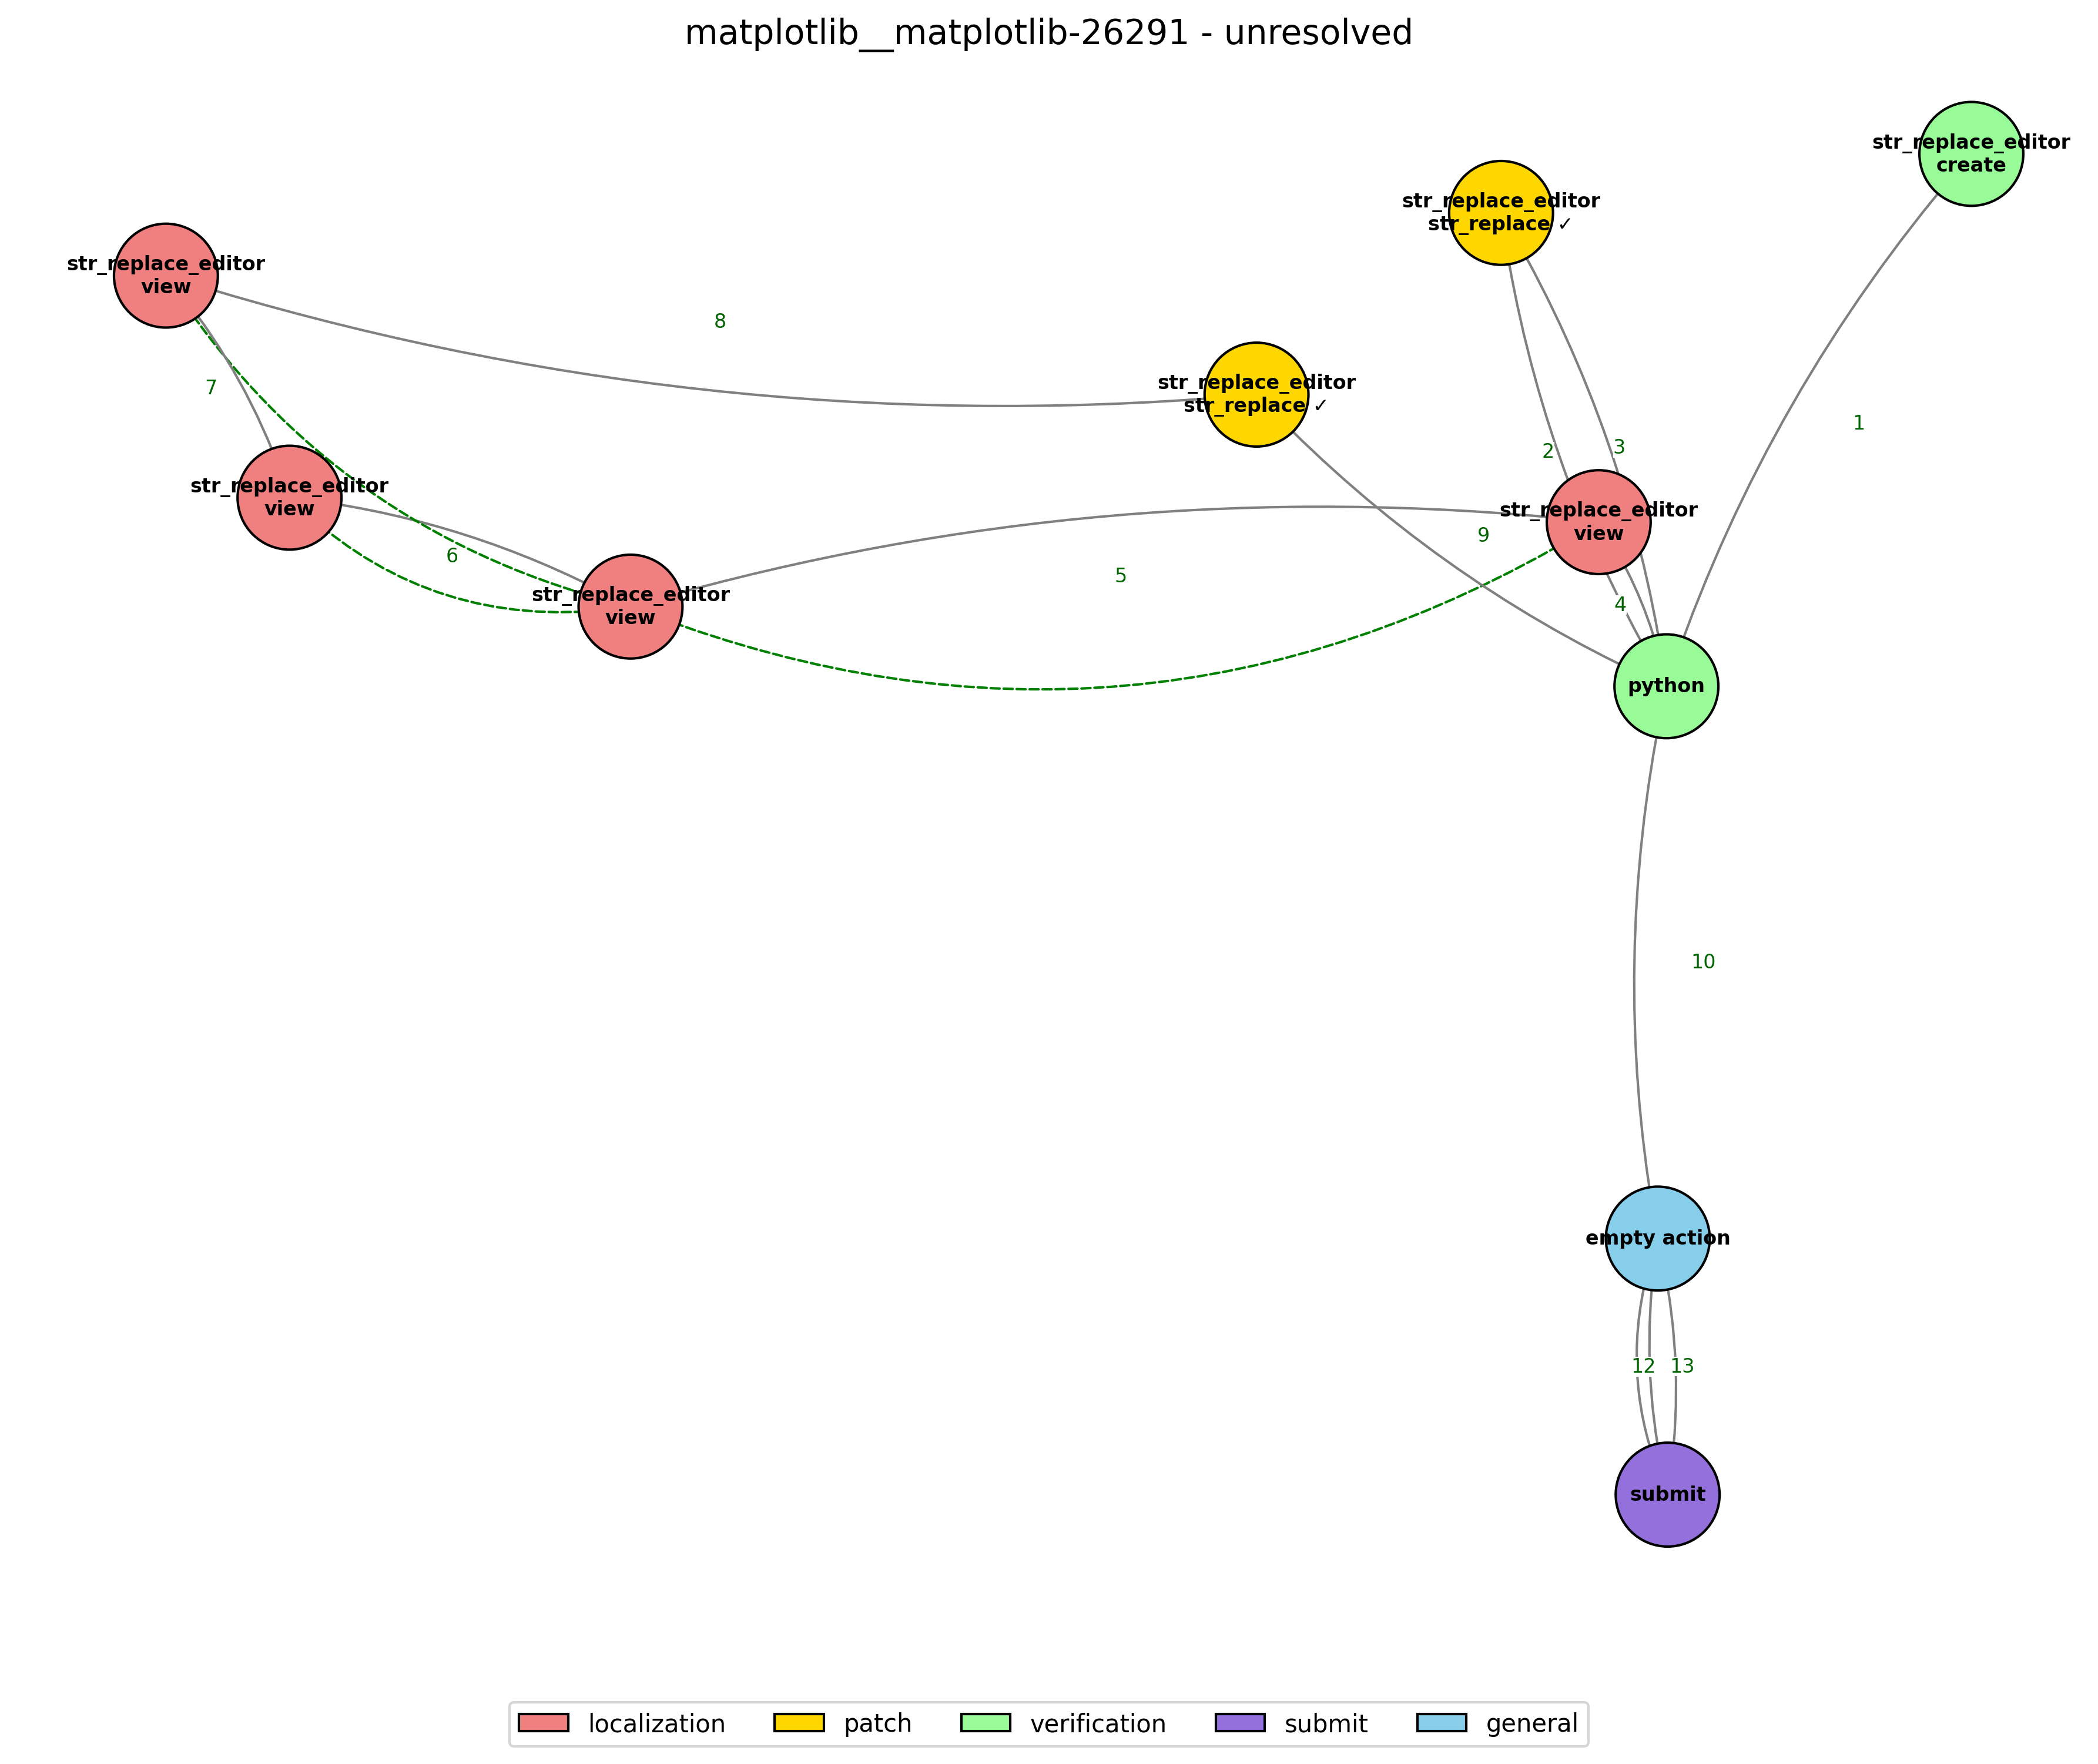 matplotlib__matplotlib-26291 - unresolved
str_replace_editor
create
str_replace_editor
str_replace ✓
str_replace_editor
view
8
str_replace_editor
str_replace ✓
7
1
2
3
str_replace_editor
view
str_replace_editor
view
9
6
5
4
str_replace_editor
view
python
10
empty action
12
13
submit
localization
patch
verification
submit
general